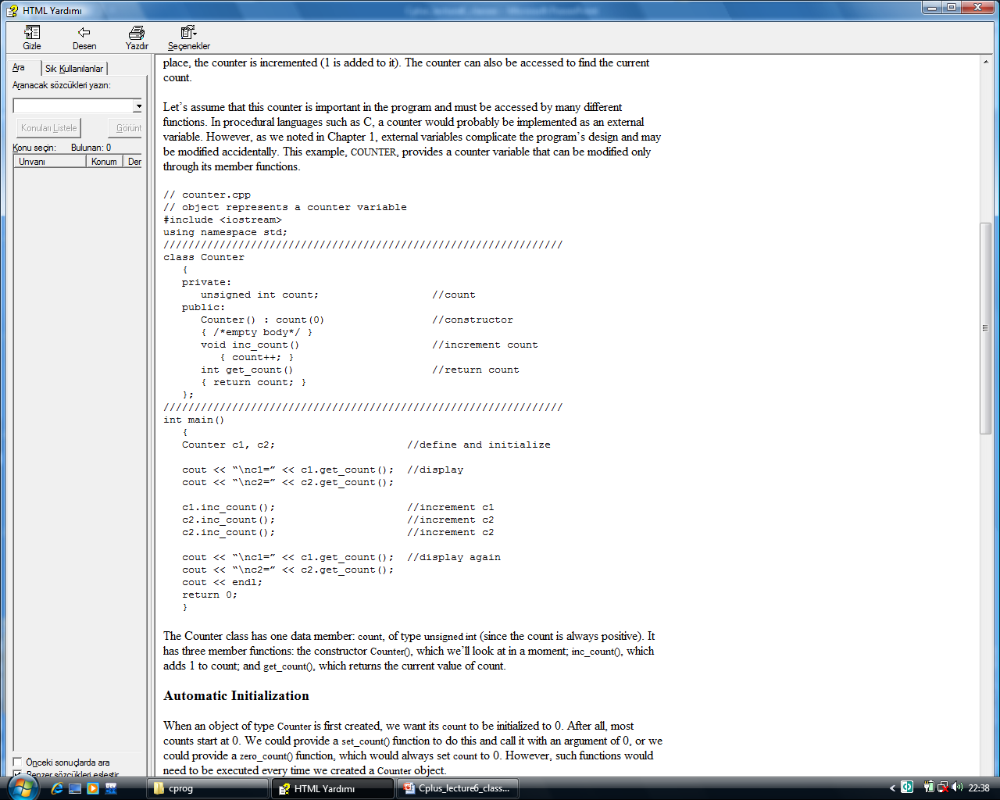 HTML Yardımı
Gizle
Desen
Yazdır
Seçenekler
Ara
Sık Kullanılanlar
Aranacak sözcükleri yazın:
Konuları Listele
Görünt
Konu seçin: Bulunan: 0
Unvanı Konum Der
Önceki sonuçlarda ara
Benzer sözcükleri eşleştir
place, the counter is incremented (1 is added to it). The counter can also be accessed to find the current
count.
Let's assume that this counter is important in the program and must be accessed by many different
functions. In procedural languages such as C, a counter would probably be implemented as an external
variable. However, as we noted in Chapter 1, external variables complicate the program's design and may
be modified accidentally. This example, COUNTER, provides a counter variable that can be modified only
through its member functions.
// counter.cpp
// object represents a counter variable
#include <iostream>
using namespace std;
////////////////////////////////////////////////////////////////
class Counter
{
private:
unsigned int count; //count
public:
Counter() : count(0) //constructor
{ /*empty body*/ }
void inc_count() //increment count
{ count++; }
int get_count() //return count
{ return count; }
};
////////////////////////////////////////////////////////////////
int main()
{
Counter c1, c2; //define and initialize
cout << “\nc1=” << c1.get_count(); //display
cout << “\nc2=” << c2.get_count();
c1.inc_count(); //increment c1
c2.inc_count(); //increment c2
c2.inc_count(); //increment c2
cout << “\nc1=” << c1.get_count(); //display again
cout << “\nc2=” << c2.get_count();
cout << endl;
return 0;
}
The Counter class has one data member: count, of type unsigned int (since the count is always positive). It
has three member functions: the constructor Counter(), which we'll look at in a moment; inc_count(), which
adds 1 to count; and get_count(), which returns the current value of count.
Automatic Initialization
When an object of type Counter is first created, we want its count to be initialized to 0. After all, most
counts start at 0. We could provide a set_count() function to do this and call it with an argument of 0, or we
could provide a zero_count() function, which would always set count to 0. However, such functions would
need to be executed every time we created a Counter object.
cprog
HTML Yardımı
Cplus_lecture6_class...
22:38